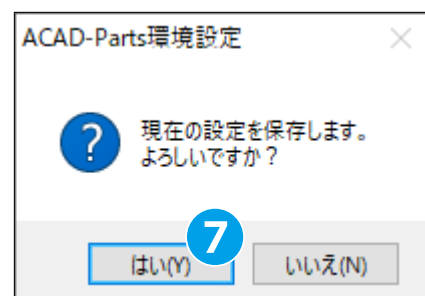 ACAD-Parts環境設定
現在の設定を保存します。
よろしいですか？
7
はい(Y)
いいえ(N)